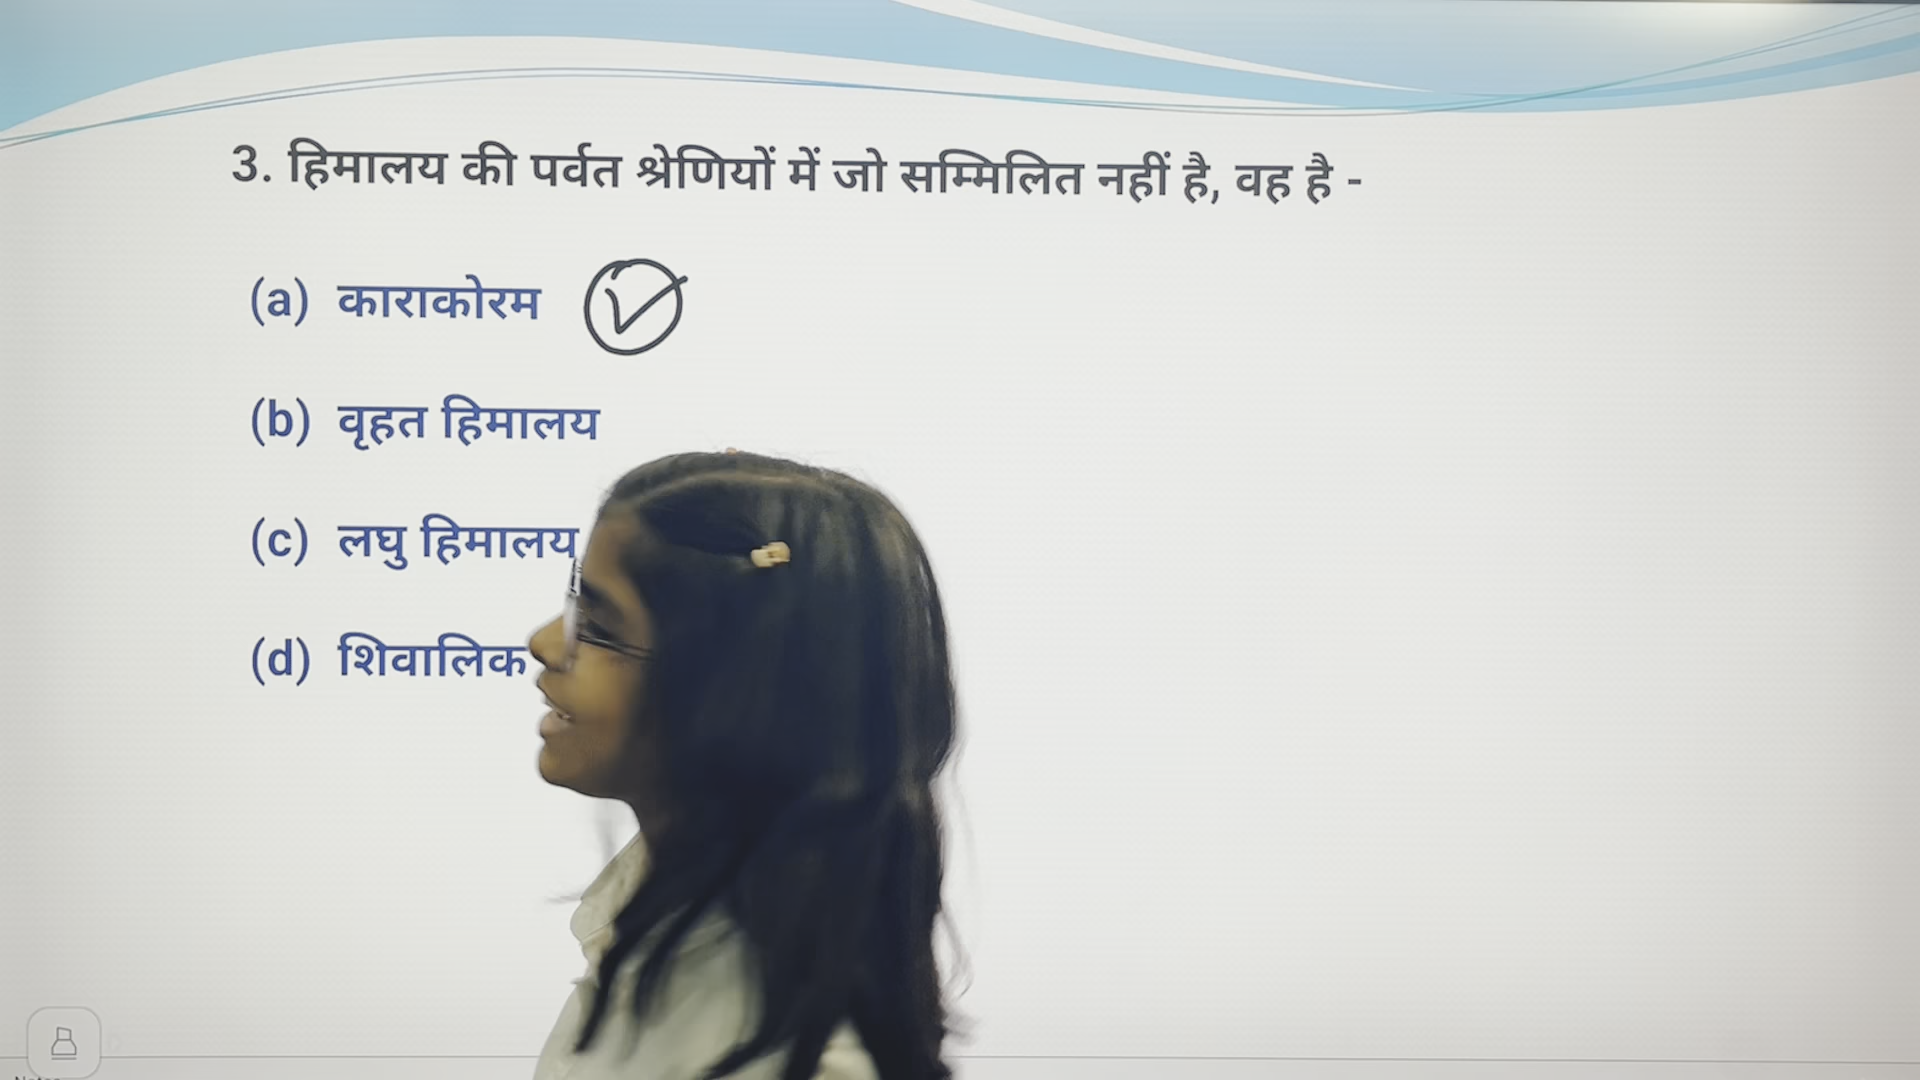 3. हिमालय की पर्वत श्रेणियों में जो सम्मिलित नहीं है, वह है -
(a) काराकोरम
(b) वृहत हिमालय
(c) लघु हिमालय
(d) शिवालिक